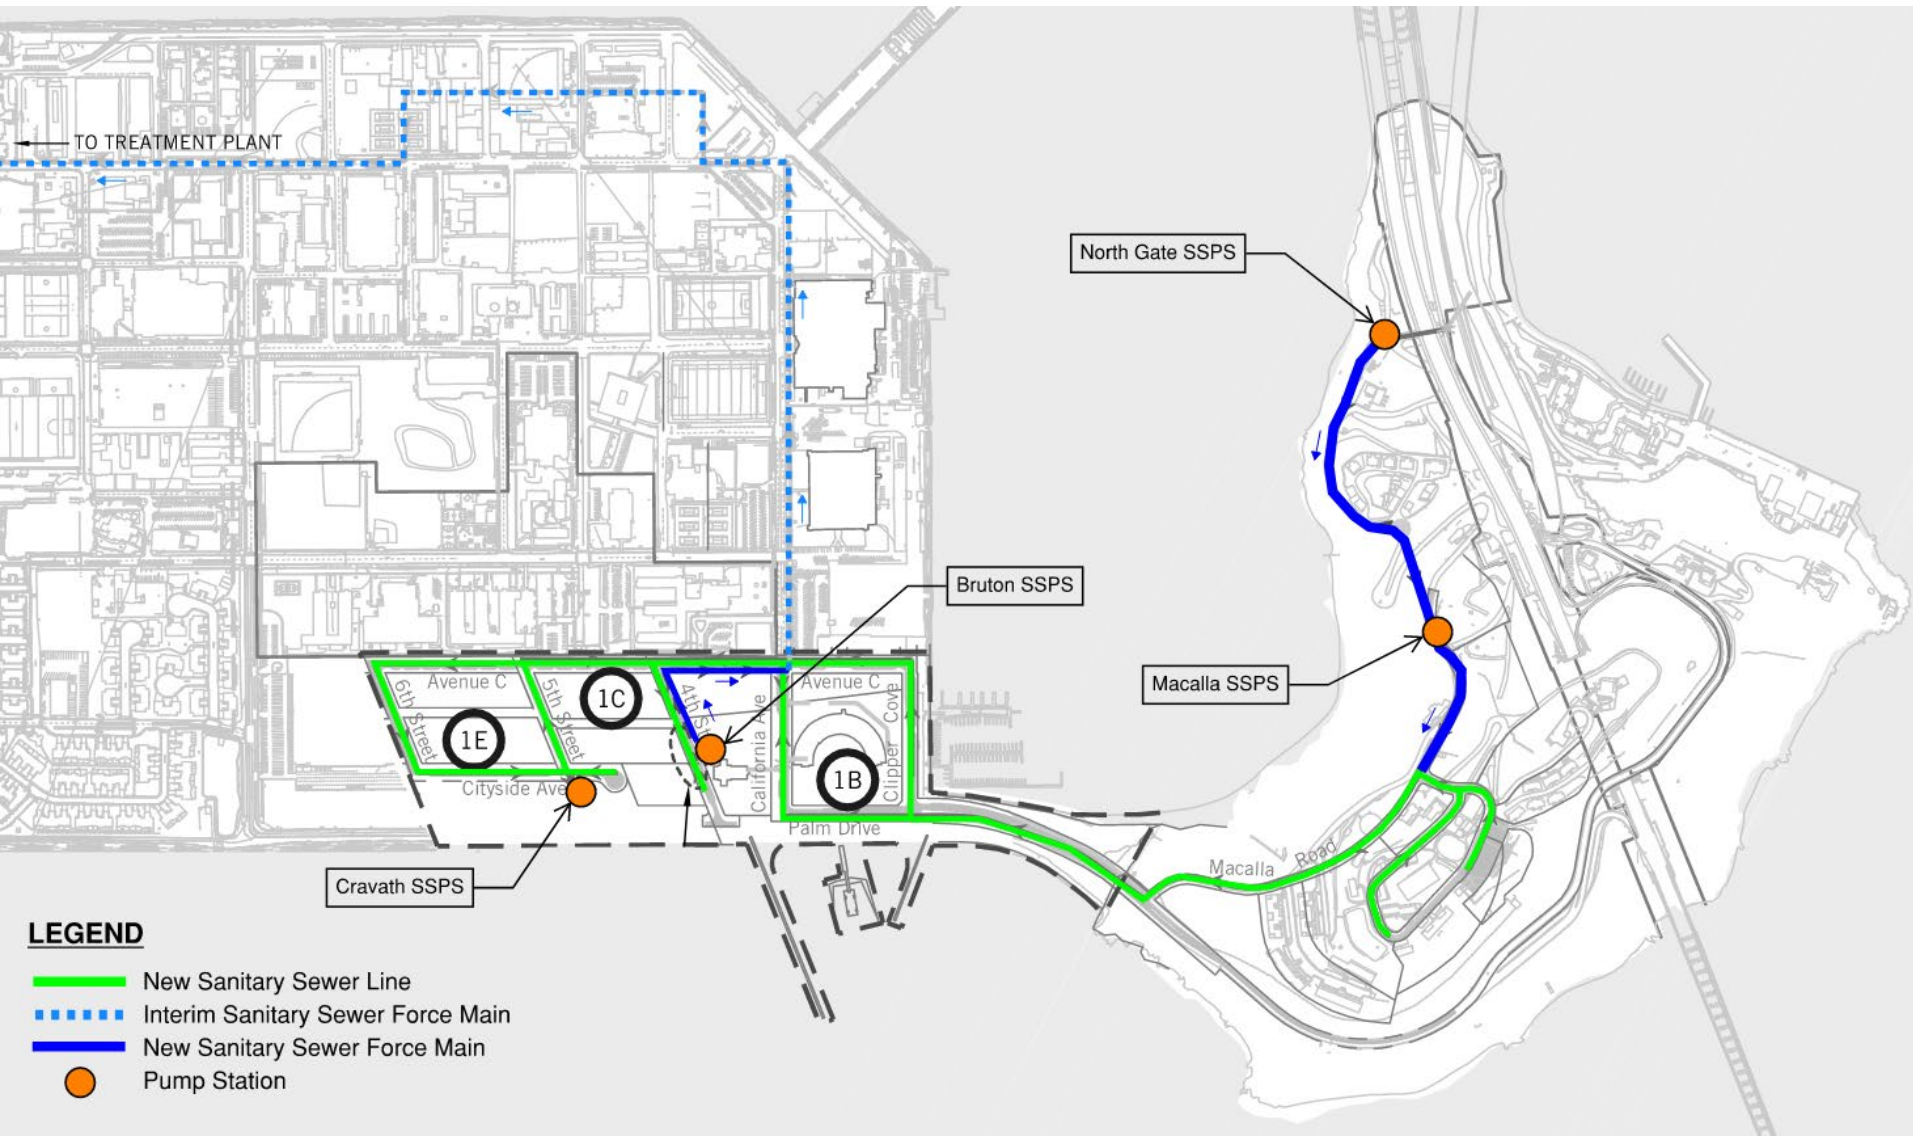 TO TREATMENT PLANT
North Gate SSPS
Bruton SSPS
Macalla SSPS
6th Street
Avenue C
5th Street
1C
4th St
Avenue C
1E
California Ave
Clipper Cove
1B
Cityside Ave
Palm Drive
Macalla Road
Cravath SSPS
LEGEND
New Sanitary Sewer Line
Interim Sanitary Sewer Force Main
New Sanitary Sewer Force Main
Pump Station